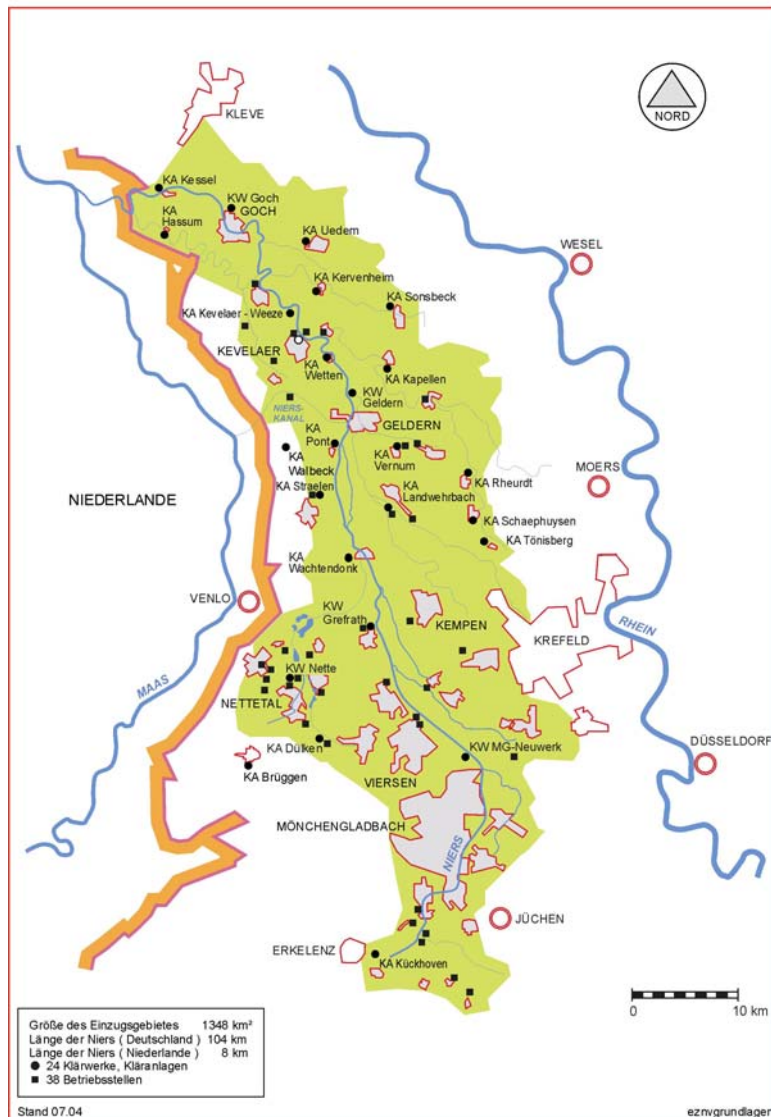 NORD
KLEVE
KA Kessel
KW Goch
GOCH
KA
Hassum
KA Uedem
WESEL
KA Kervenheim
KA Sonsbeck
KA Kevelaer - Weeze
KEVELAER
KA
Wetten
KA Kapellen
KW
Geldern
NIERS-
KANAL
GELDERN
KA
Pont
KA
Vernum
KA
Walbeck
KA Rheurdt
MOERS
KA Straelen
KA
Landwehrbach
NIEDERLANDE
KA Schaephuysen
KA Tönisberg
KA
Wachtendonk
VENLO
KW
Grefrath
KEMPEN
KREFELD
RHEIN
MAAS
KW Nette
NETTETAL
KA Dülken
KW MG-Neuwerk
DÜSSELDORF
KA Brüggen
VIERSEN
MÖNCHENGLADBACH
NIERS
JÜCHEN
ERKELENZ
KA Kückhoven
0 10 km
Größe des Einzugsgebietes 1348 km²
Länge der Niers ( Deutschland ) 104 km
Länge der Niers ( Niederlande ) 8 km
24 Klärwerke, Kläranlagen
38 Betriebsstellen
Stand 07.04
eznvgrundlagen